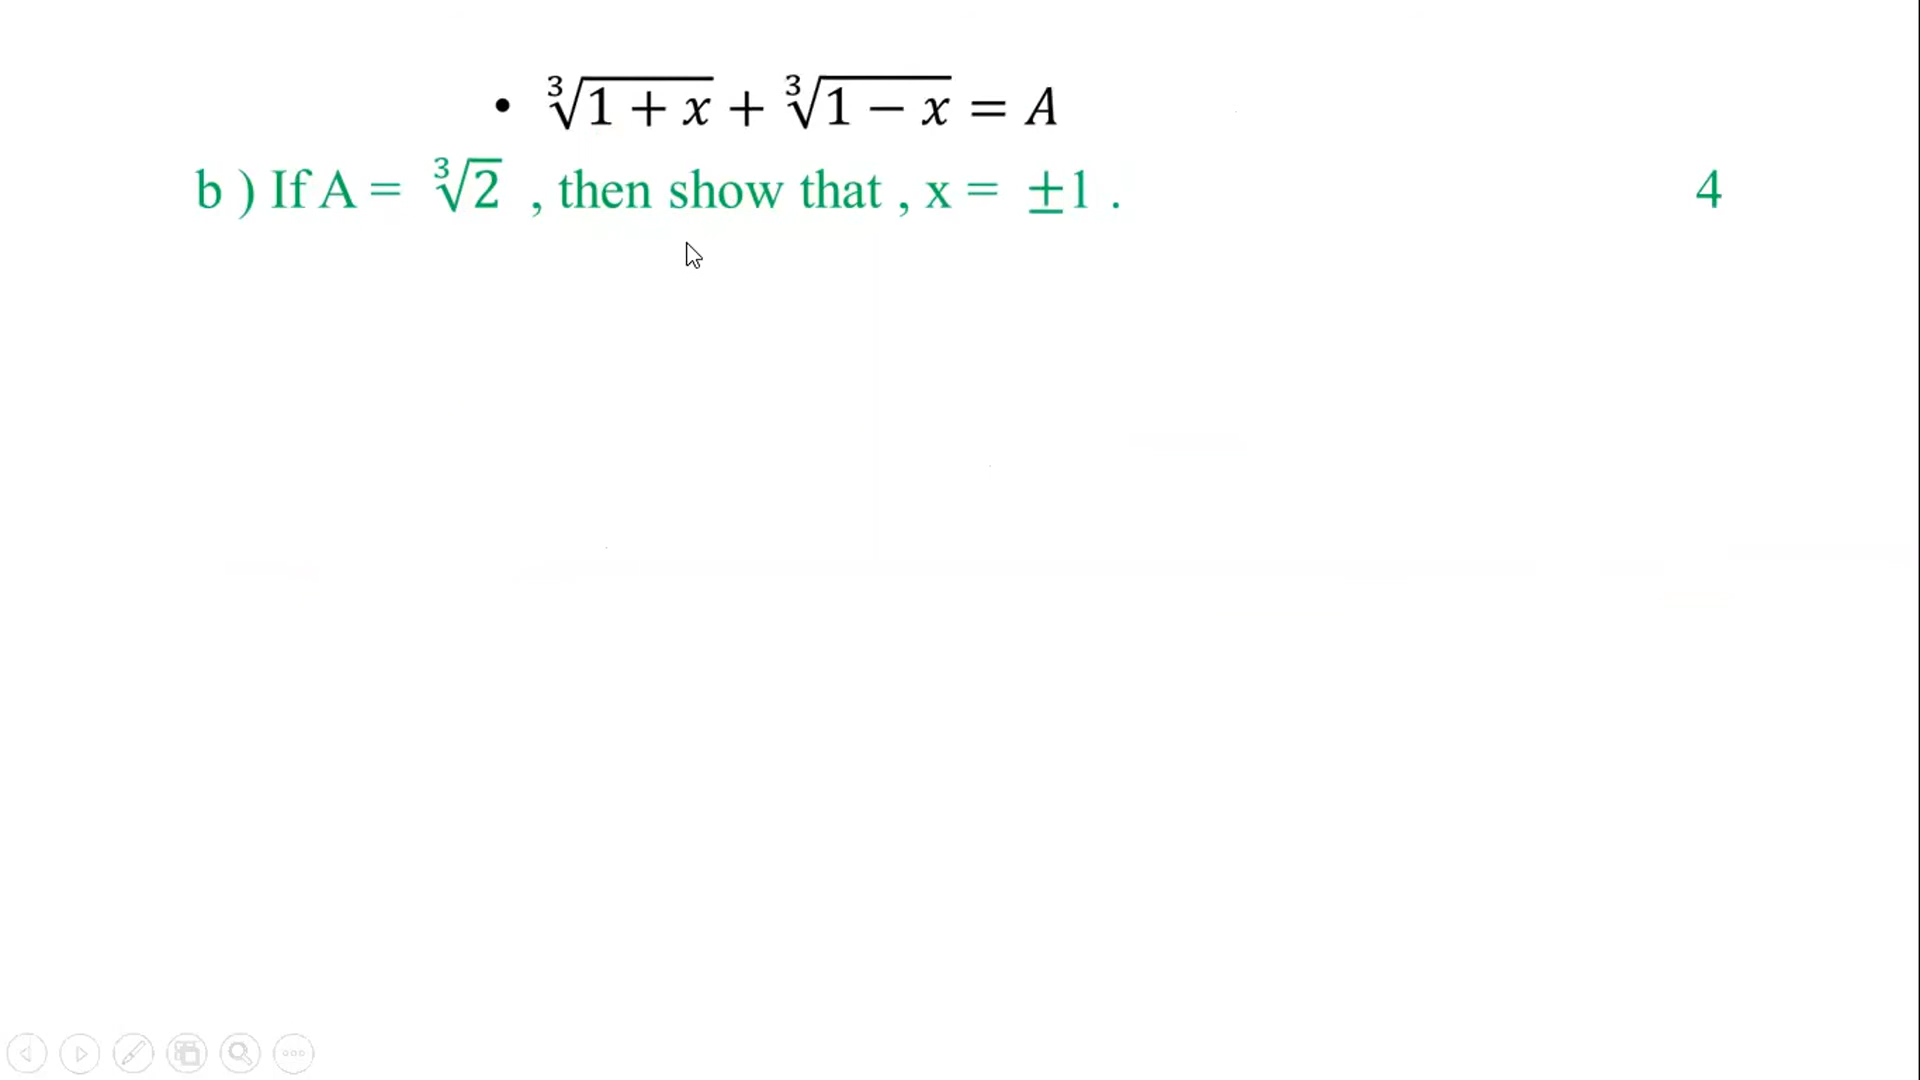 • ∛(1 + x) + ∛(1 − x) = A
b ) If A = ∛2 , then show that , x = ±1 . 4